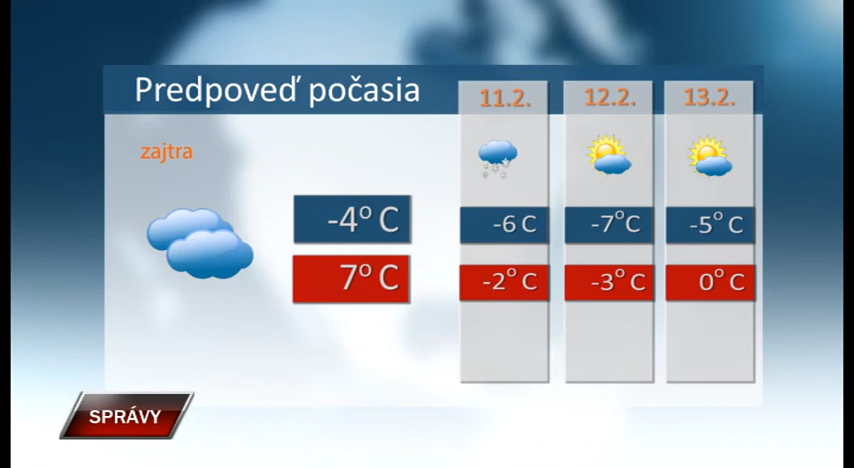 Predpoveď počasia
zajtra
-4° C
7° C
11.2.
-6 C
-2° C
12.2.
-7°C
-3° C
13.2.
-5° C
0° C
SPRÁVY